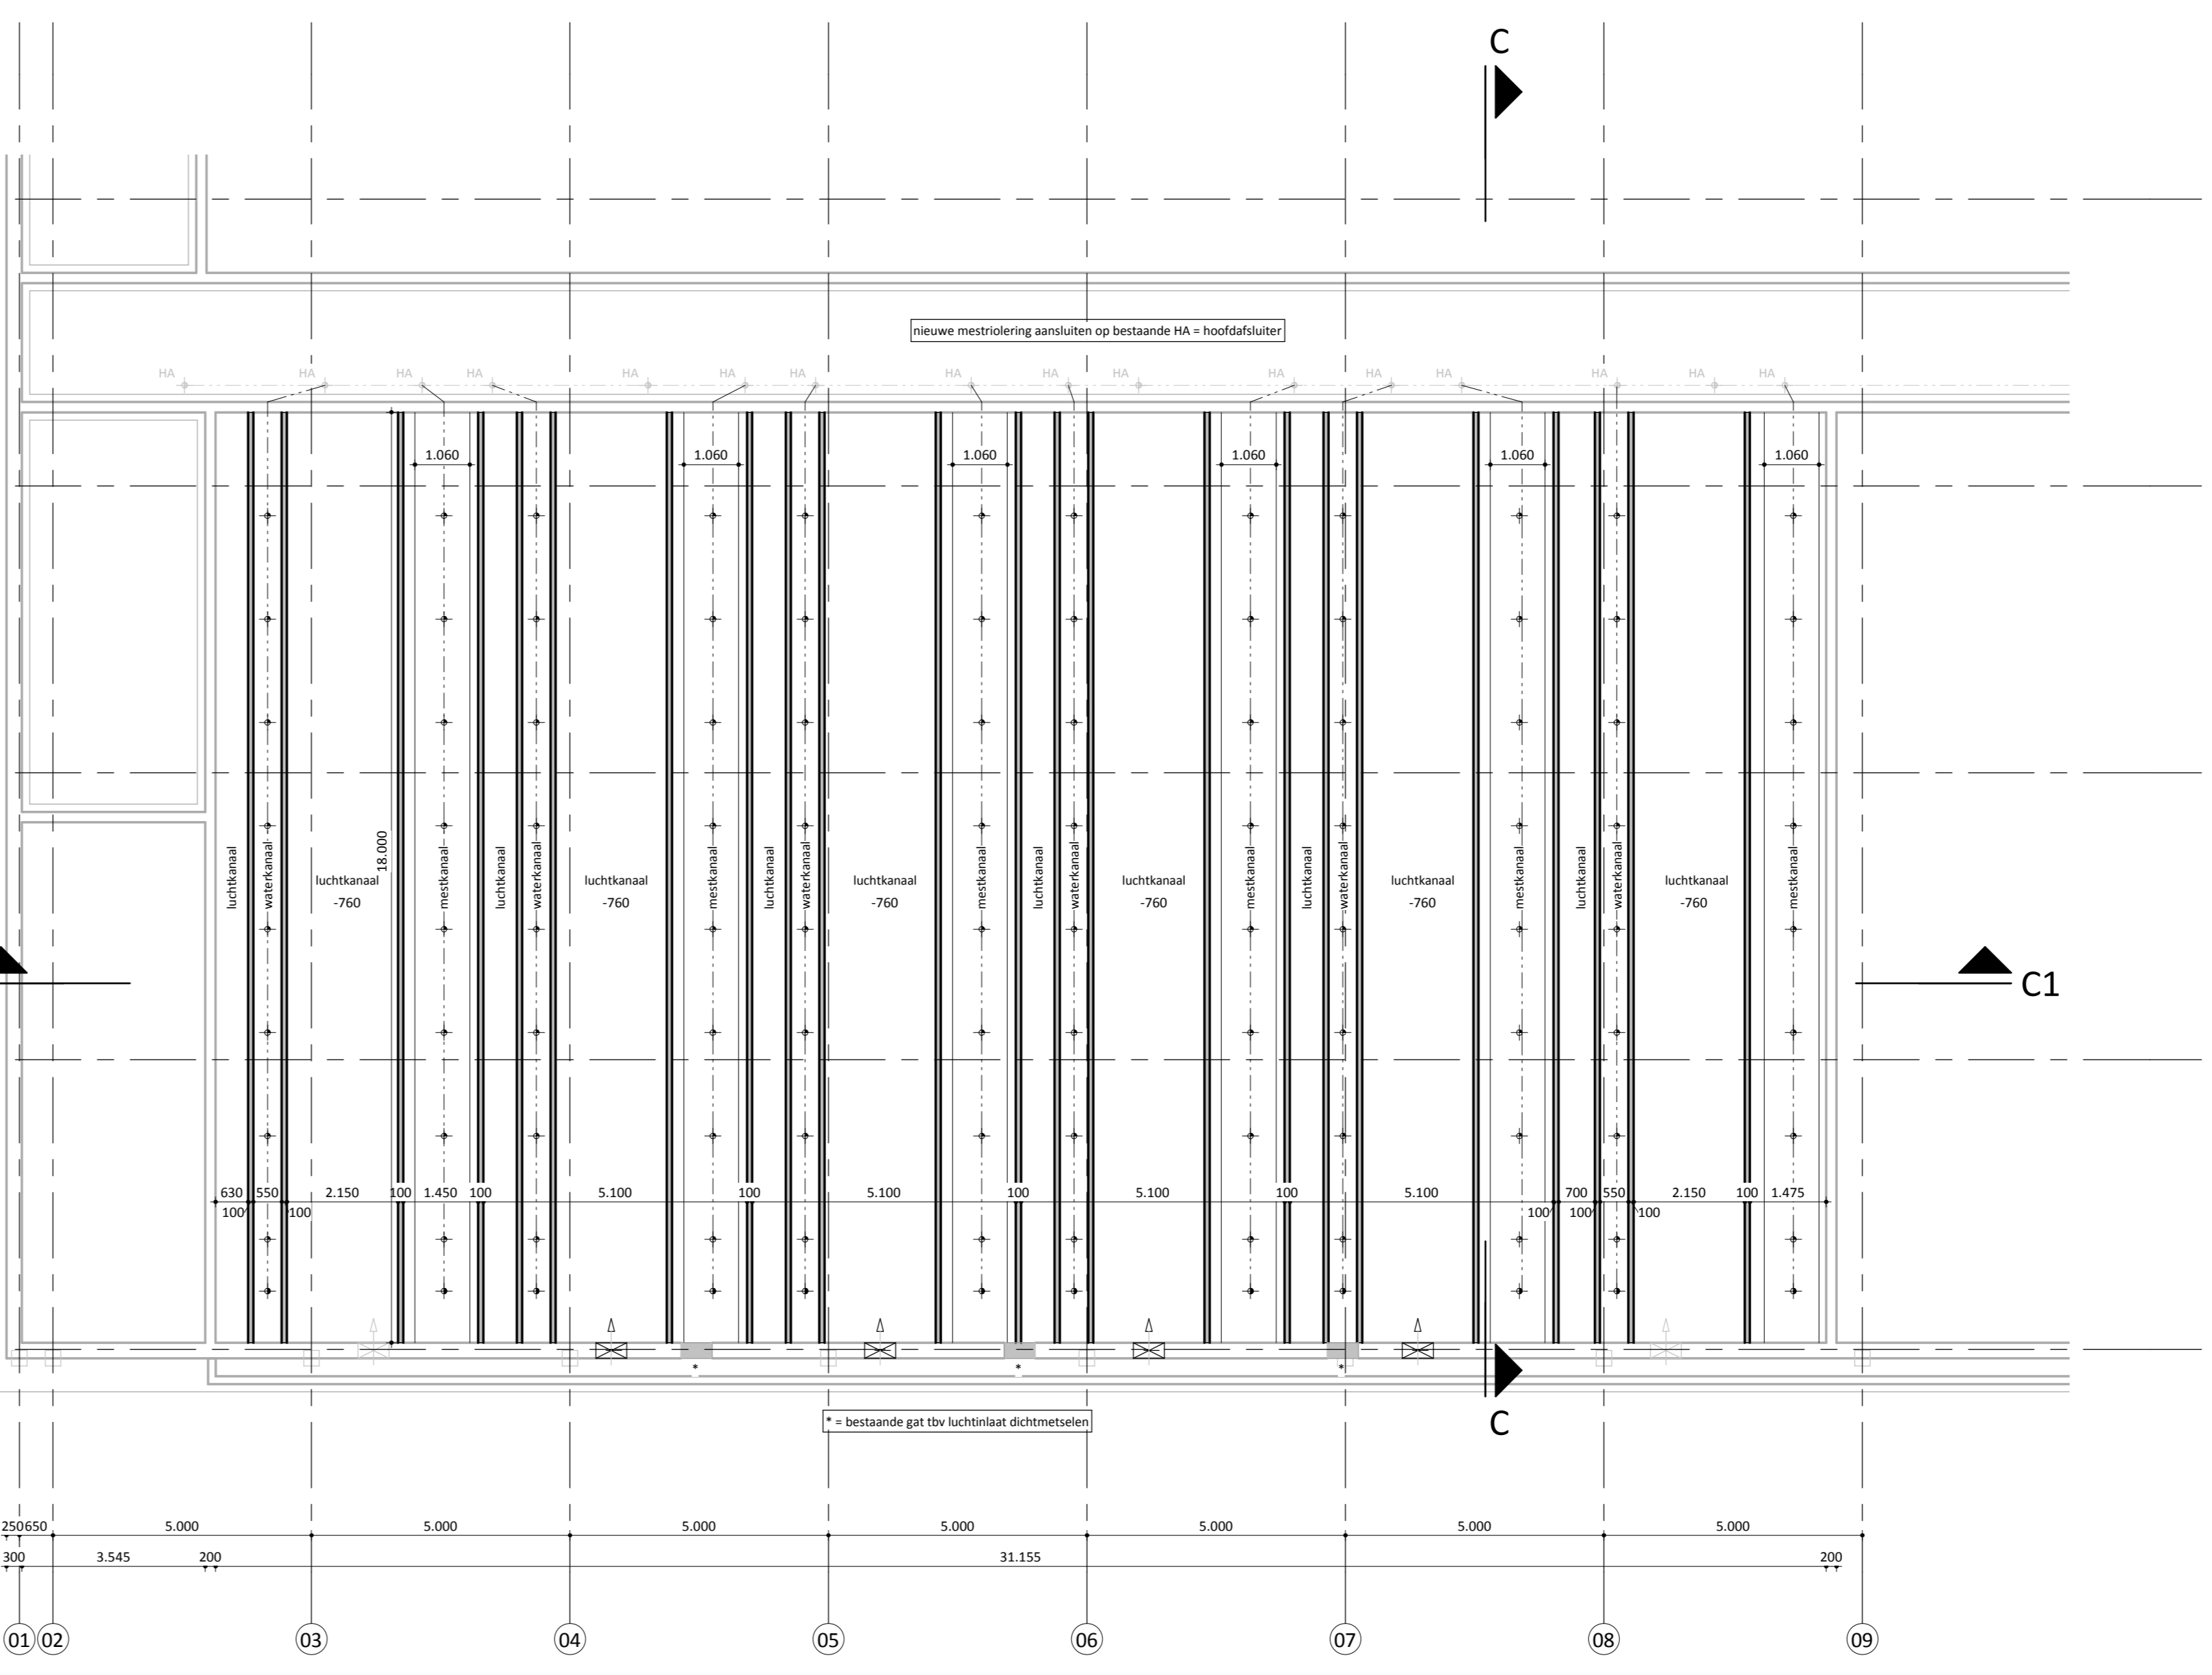 C
nieuwe mestriolering aansluiten op bestaande HA = hoofdafsluiter
HA HA HA HA HA HA HA HA HA HA HA HA HA HA
1.060 1.060 1.060 1.060 1.060 1.060
18.000
luchtkanaal waterkanaal luchtkanaal mestkanaal luchtkanaal waterkanaal luchtkanaal mestkanaal luchtkanaal waterkanaal luchtkanaal mestkanaal luchtkanaal waterkanaal luchtkanaal mestkanaal luchtkanaal waterkanaal luchtkanaal mestkanaal luchtkanaal waterkanaal luchtkanaal mestkanaal
-760 -760 -760 -760 -760 -760
C1
630 550 2.150 100 1.450 100 5.100 100 5.100 100 5.100 100 5.100 700 550 2.150 100 1.475
100 100 100 100 100
* * *
C
* = bestaande gat tbv luchtinlaat dichtmetselen
250 650 5.000 5.000 5.000 5.000 5.000 5.000 5.000
300 3.545 200 31.155 200
01 02 03 04 05 06 07 08 09